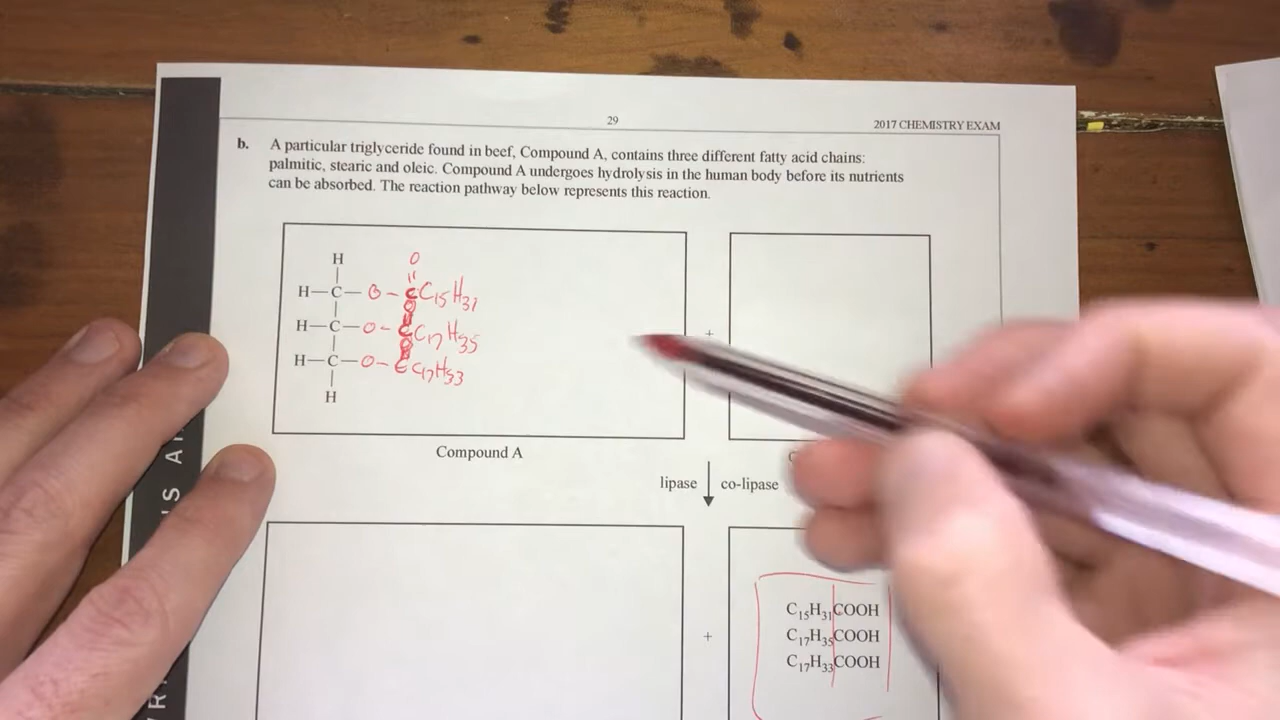 29
2017 CHEMISTRY EXAM
b. A particular triglyceride found in beef, Compound A, contains three different fatty acid chains:
palmitic, stearic and oleic. Compound A undergoes hydrolysis in the human body before its nutrients
can be absorbed. The reaction pathway below represents this reaction.
H
O
H—C—O–C C₁₅H₃₁
H—C—O–C C₁₇H₃₅
H—C—O–C C₁₇H₃₃
H
+
Compound A
lipase co-lipase
+
C₁₅H₃₁COOH
C₁₇H₃₅COOH
C₁₇H₃₃COOH